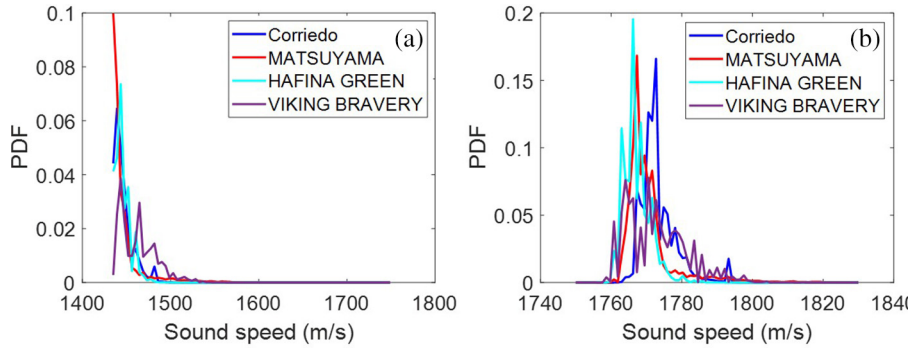 (a)
Corriedo
MATSUYAMA
HAFINA GREEN
VIKING BRAVERY
PDF
0.1
0.08
0.06
0.04
0.02
0
1400 1500 1600 1700 1800
Sound speed (m/s)
(b)
Corriedo
MATSUYAMA
HAFINA GREEN
VIKING BRAVERY
PDF
0.2
0.15
0.1
0.05
0
1740 1760 1780 1800 1820 1840
Sound speed (m/s)